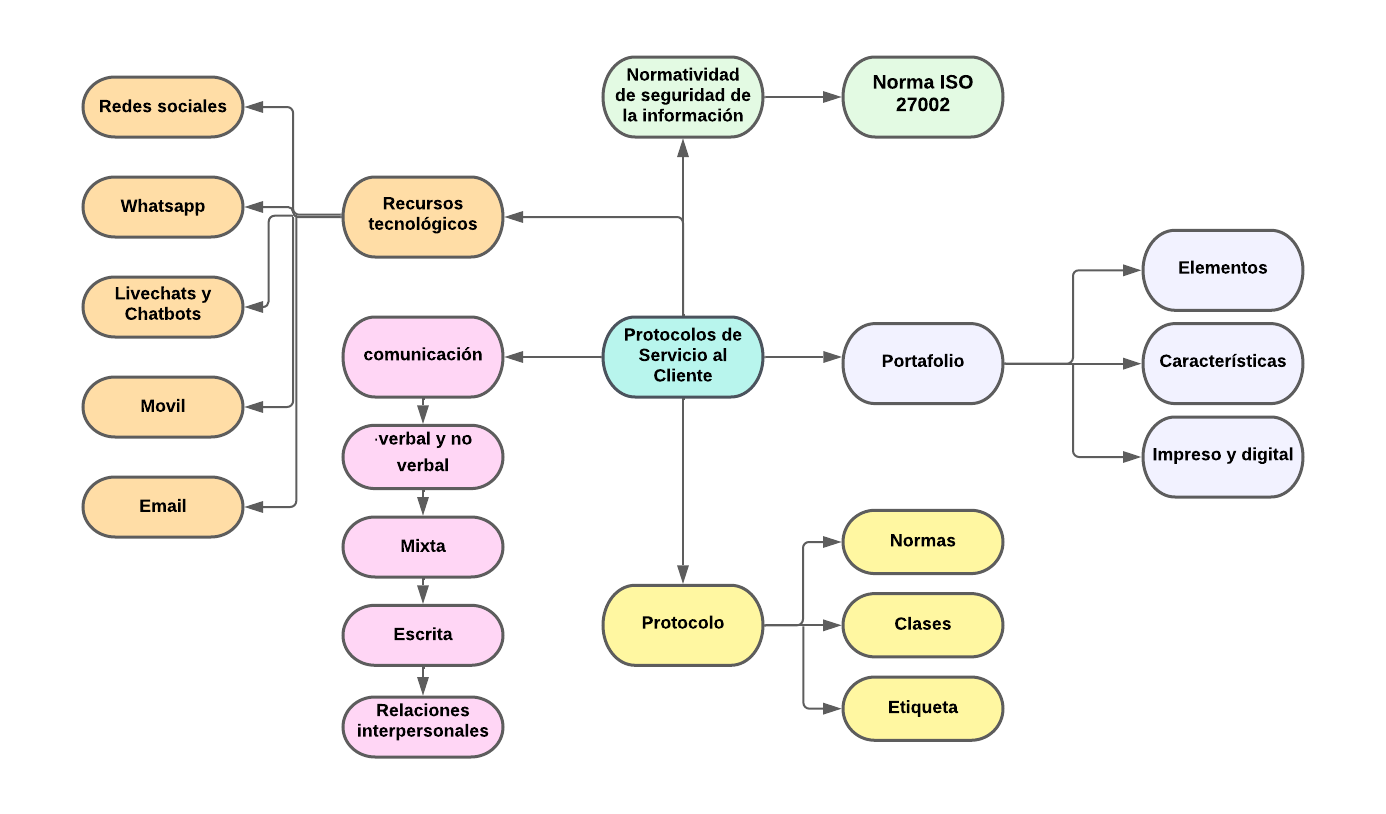 Normatividad
de seguridad de
la información
Norma ISO
27002
Redes sociales
Whatsapp
Livechats y
Chatbots
Movil
Email
Recursos
tecnológicos
comunicación
·verbal y no
verbal
Mixta
Escrita
Relaciones
interpersonales
Protocolos de
Servicio al
Cliente
Portafolio
Elementos
Características
Impreso y digital
Protocolo
Normas
Clases
Etiqueta